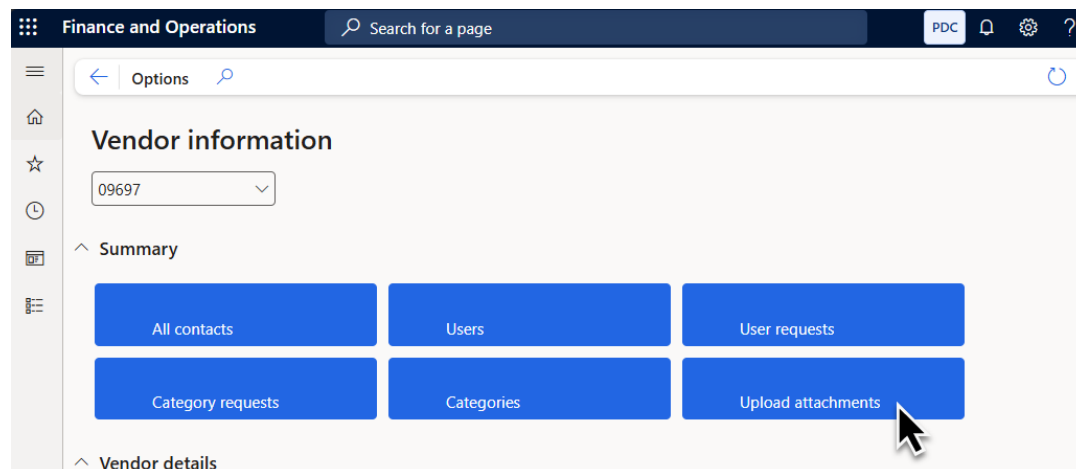 Finance and Operations Search for a page PDC ?
Options
Vendor information
09697
Summary
All contacts Users User requests
Category requests Categories Upload attachments
Vendor details